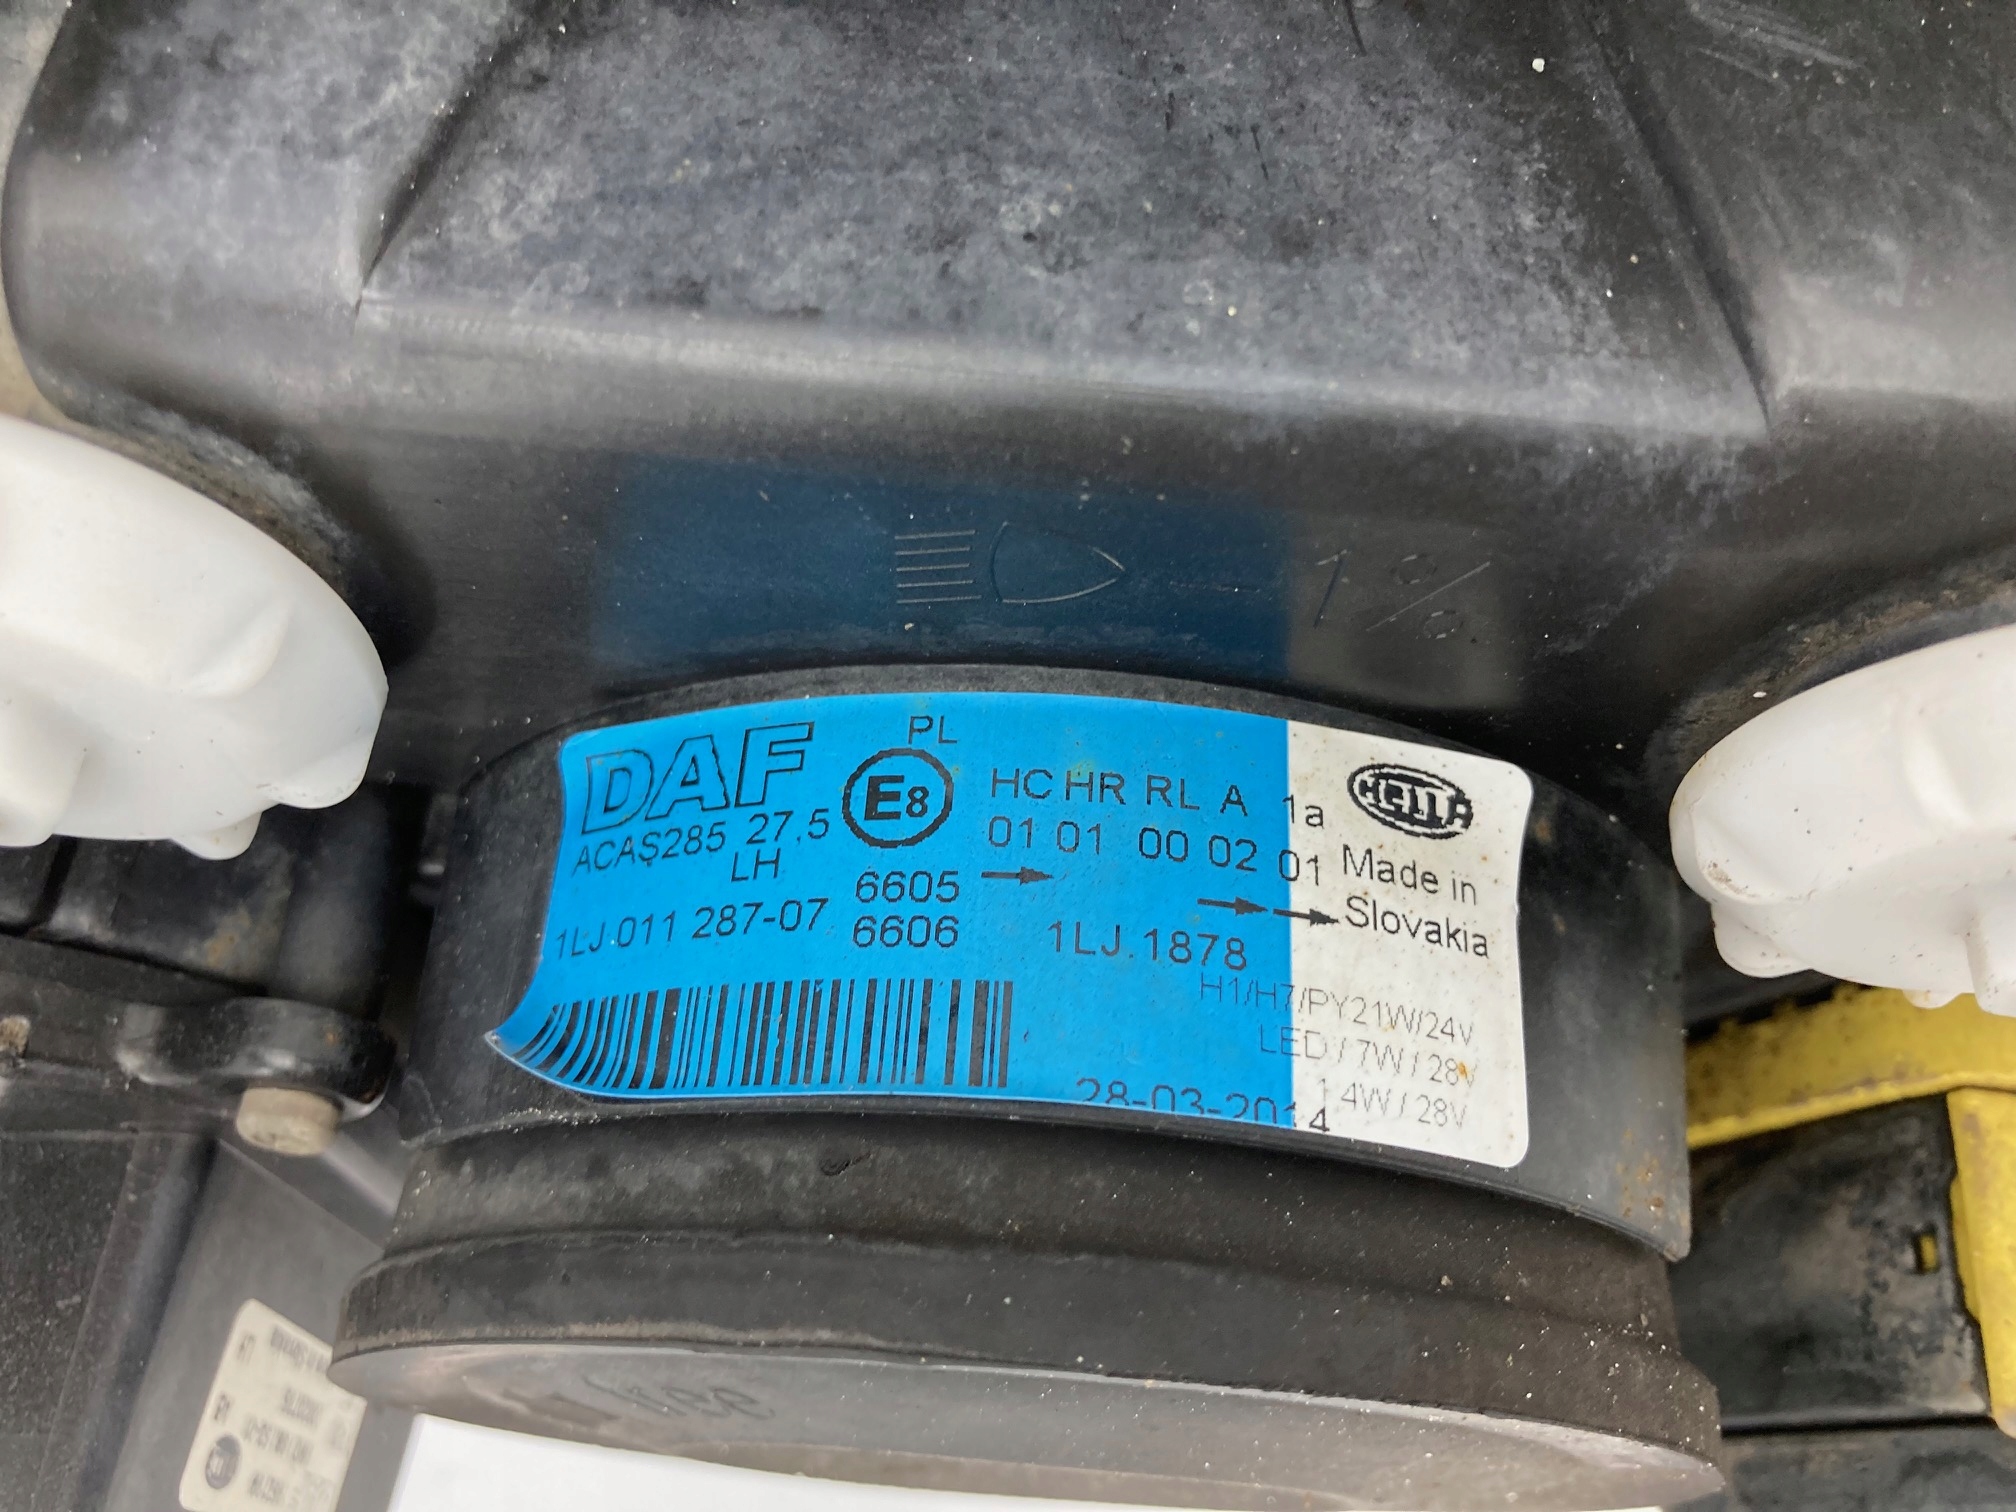 -1%
DAF PL E8 HC HR RL A 1a HELLA
ACAS285 27,5 01 01 00 02 01 Made in
LH 6605 Slovakia
1LJ.011 287-07 6606 1LJ.1878
H1/H7/PY21W/24V
LED / 7W / 28V
28-03-2014 1.4W / 28V